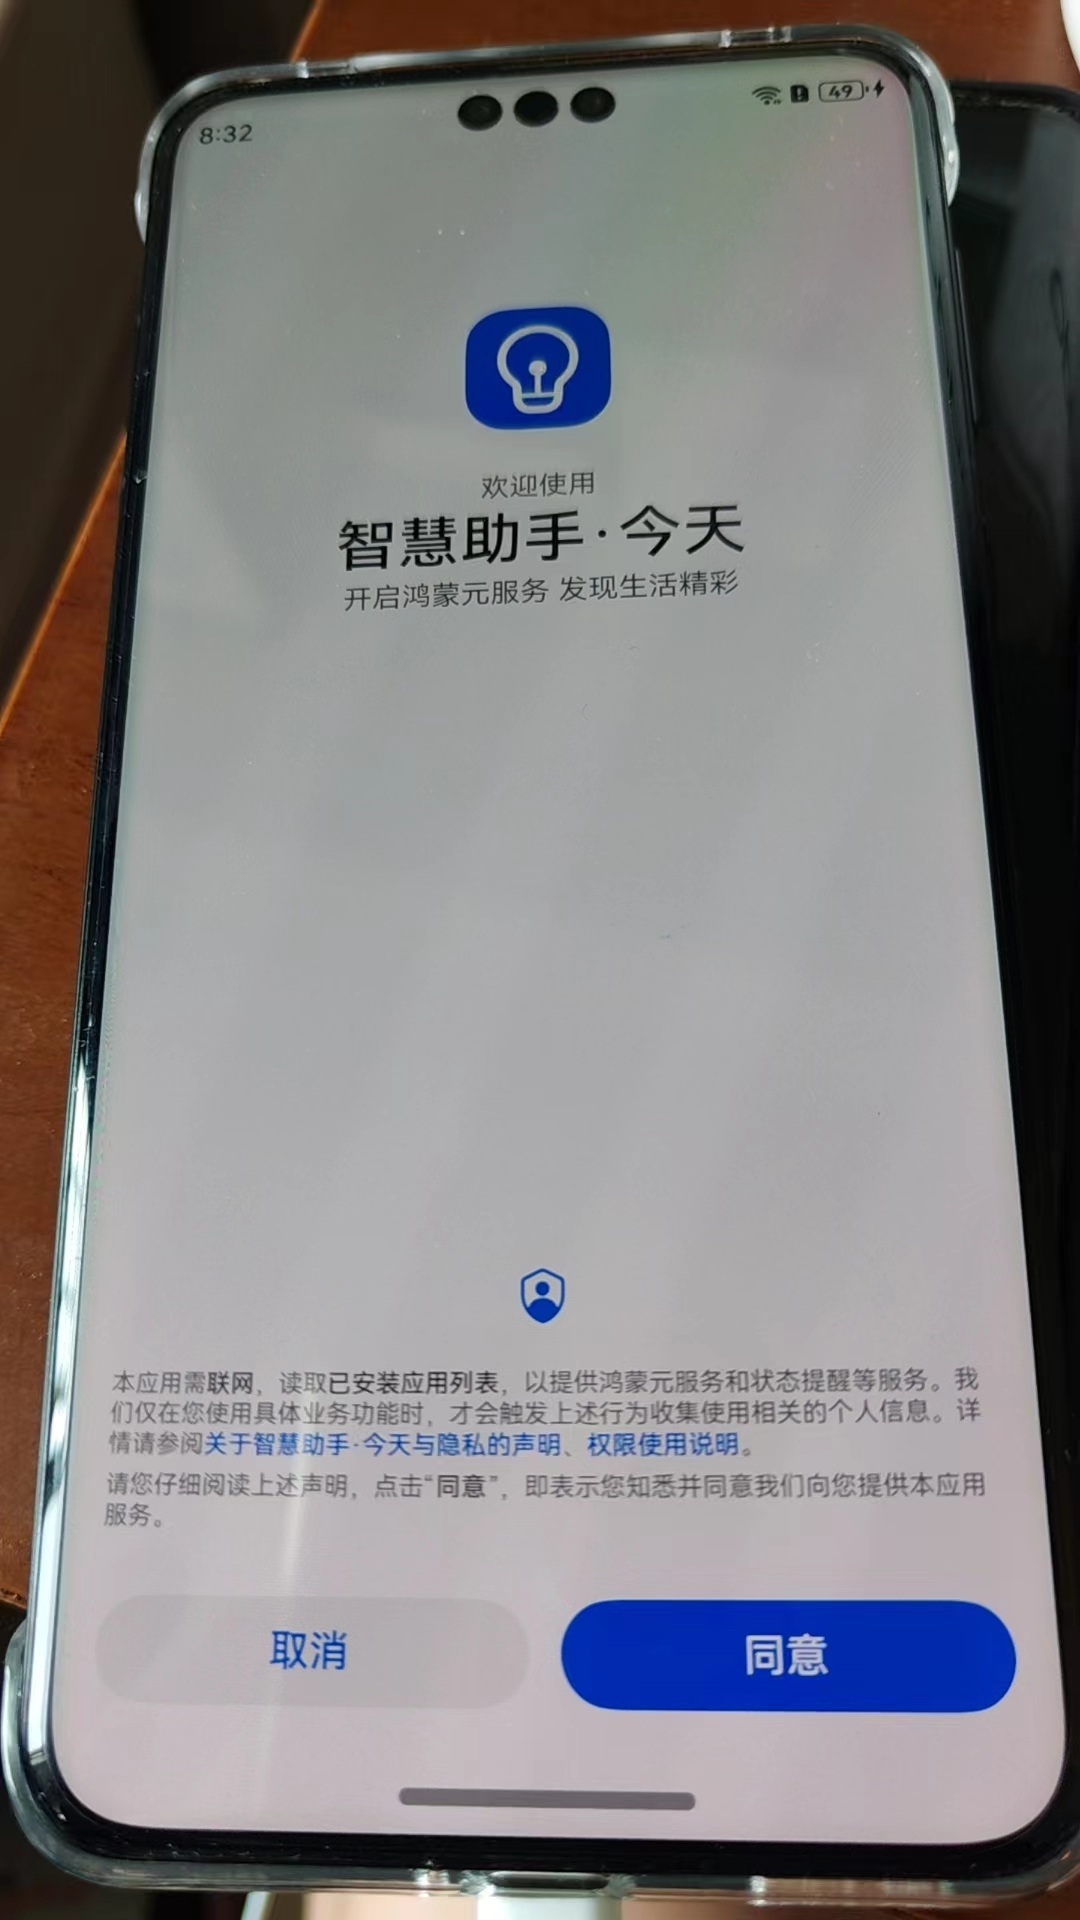 8:32
49
欢迎使用
智慧助手·今天
开启鸿蒙元服务 发现生活精彩
本应用需联网，读取已安装应用列表，以提供鸿蒙元服务和状态提醒等服务。我
们仅在您使用具体业务功能时，才会触发上述行为收集使用相关的个人信息。详
情请参阅关于智慧助手·今天与隐私的声明、权限使用说明。
请您仔细阅读上述声明，点击“同意”，即表示您知悉并同意我们向您提供本应用
服务。
取消
同意